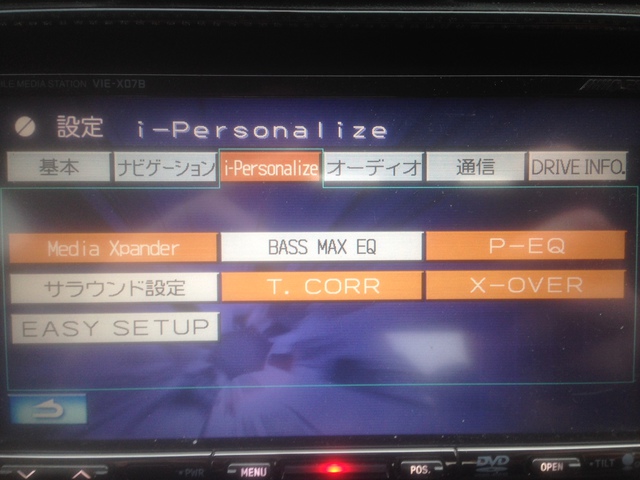 MEDIA STATION VIE-X07B
設定 i-Personalize
基本 ナビゲーション i-Personalize オーディオ 通信 DRIVE INFO.
Media Xpander BASS MAX EQ P-EQ
サラウンド設定 T. CORR X-OVER
EASY SETUP
PWR MENU POS. DVD OPEN TILT